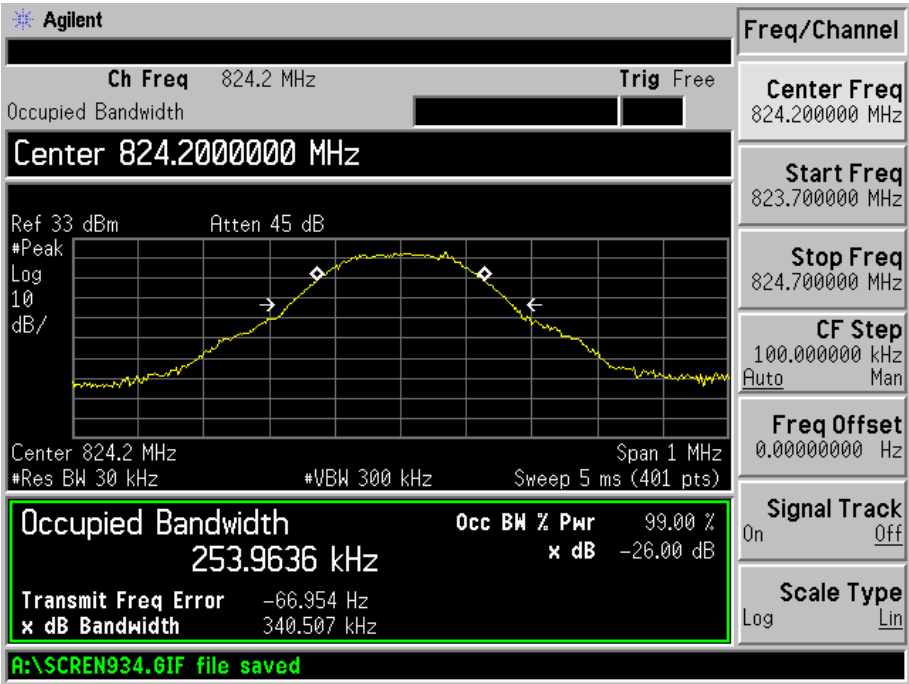 Agilent
Freq/Channel
Ch Freq 824.2 MHz Trig Free
Occupied Bandwidth
Center 824.2000000 MHz
Ref 33 dBm Atten 45 dB
#Peak
Log
10
dB/
Center 824.2 MHz Span 1 MHz
#Res BW 30 kHz #VBW 300 kHz Sweep 5 ms (401 pts)
Occupied Bandwidth
253.9636 kHz
Occ BW % Pwr 99.00 %
x dB -26.00 dB
Transmit Freq Error -66.954 Hz
x dB Bandwidth 340.507 kHz
A:\SCREN934.GIF file saved
Center Freq
824.200000 MHz
Start Freq
823.700000 MHz
Stop Freq
824.700000 MHz
CF Step
100.000000 kHz
Auto Man
Freq Offset
0.00000000 Hz
Signal Track
On Off
Scale Type
Log Lin